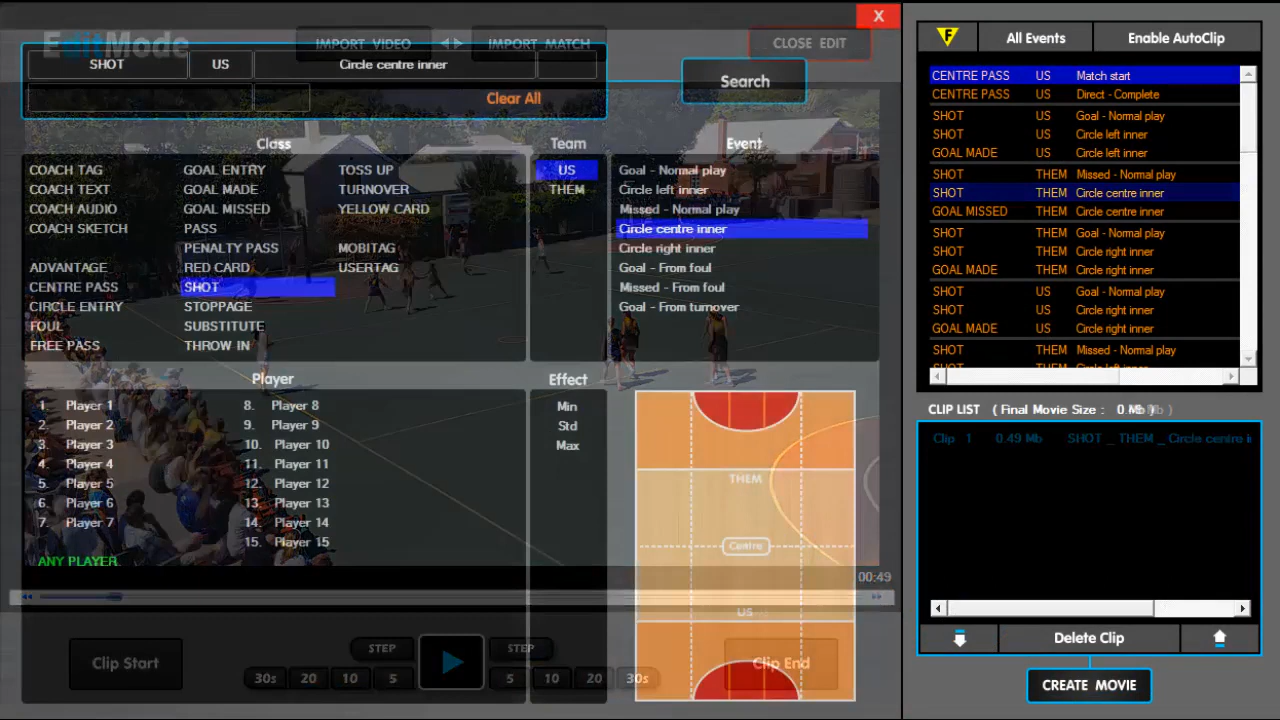 EditMode
IMPORT VIDEO
IMPORT MATCH
CLOSE EDIT
X
SHOT US Circle centre inner
Clear All
Search
Class
COACH TAG GOAL ENTRY TOSS UP
COACH TEXT GOAL MADE TURNOVER
COACH AUDIO GOAL MISSED YELLOW CARD
COACH SKETCH PASS
PENALTY PASS MOBITAG
ADVANTAGE RED CARD USERTAG
CENTRE PASS SHOT
CIRCLE ENTRY STOPPAGE
FOUL SUBSTITUTE
FREE PASS THROW IN
Team
US
THEM
Event
Goal - Normal play
Circle left inner
Missed - Normal play
Circle centre inner
Circle right inner
Goal - From foul
Missed - From foul
Goal - From turnover
Player
1. Player 1 8. Player 8
2. Player 2 9. Player 9
3. Player 3 10. Player 10
4. Player 4 11. Player 11
5. Player 5 12. Player 12
6. Player 6 13. Player 13
7. Player 7 14. Player 14
15. Player 15
ANY PLAYER
Effect
Min
Std
Max
THEM
Centre
US
00:49
Clip Start
STEP STEP
30s 20 10 5 5 10 20 30s
Clip End
F All Events Enable AutoClip
CENTRE PASS US Match start
CENTRE PASS US Direct - Complete
SHOT US Goal - Normal play
SHOT US Circle left inner
GOAL MADE US Circle left inner
SHOT THEM Missed - Normal play
SHOT THEM Circle centre inner
GOAL MISSED THEM Circle centre inner
SHOT THEM Goal - Normal play
SHOT THEM Circle right inner
GOAL MADE THEM Circle right inner
SHOT US Goal - Normal play
SHOT US Circle right inner
GOAL MADE US Circle right inner
SHOT THEM Missed - Normal play
CLIP LIST ( Final Movie Size : 0
Clip 1 0.49 Mb SHOT _ THEM _ Circle centre
Delete Clip
CREATE MOVIE